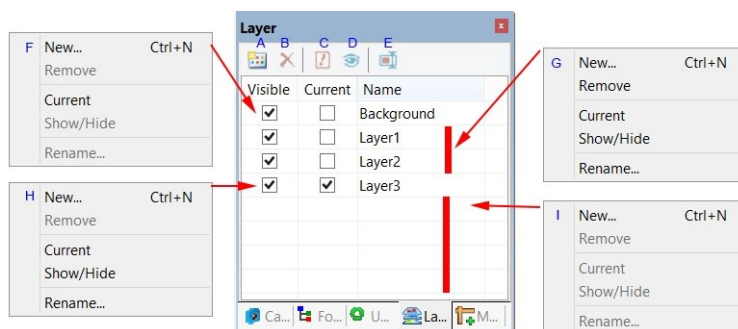 Layer
A B C D E
Visible Current Name
Background
Layer1
Layer2
Layer3
Ca... Fo... U... La... M...
F New... Ctrl+N
Remove
Current
Show/Hide
Rename...
H New... Ctrl+N
Remove
Current
Show/Hide
Rename...
G New... Ctrl+N
Remove
Current
Show/Hide
Rename...
I New... Ctrl+N
Remove
Current
Show/Hide
Rename...